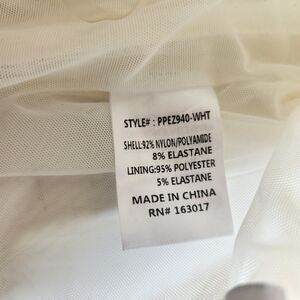 STYLE# : PPEZ940-WHT
SHELL:92% NYLON/POLYAMIDE
8% ELASTANE
LINING:95% POLYESTER
5% ELASTANE
MADE IN CHINA
RN# 163017